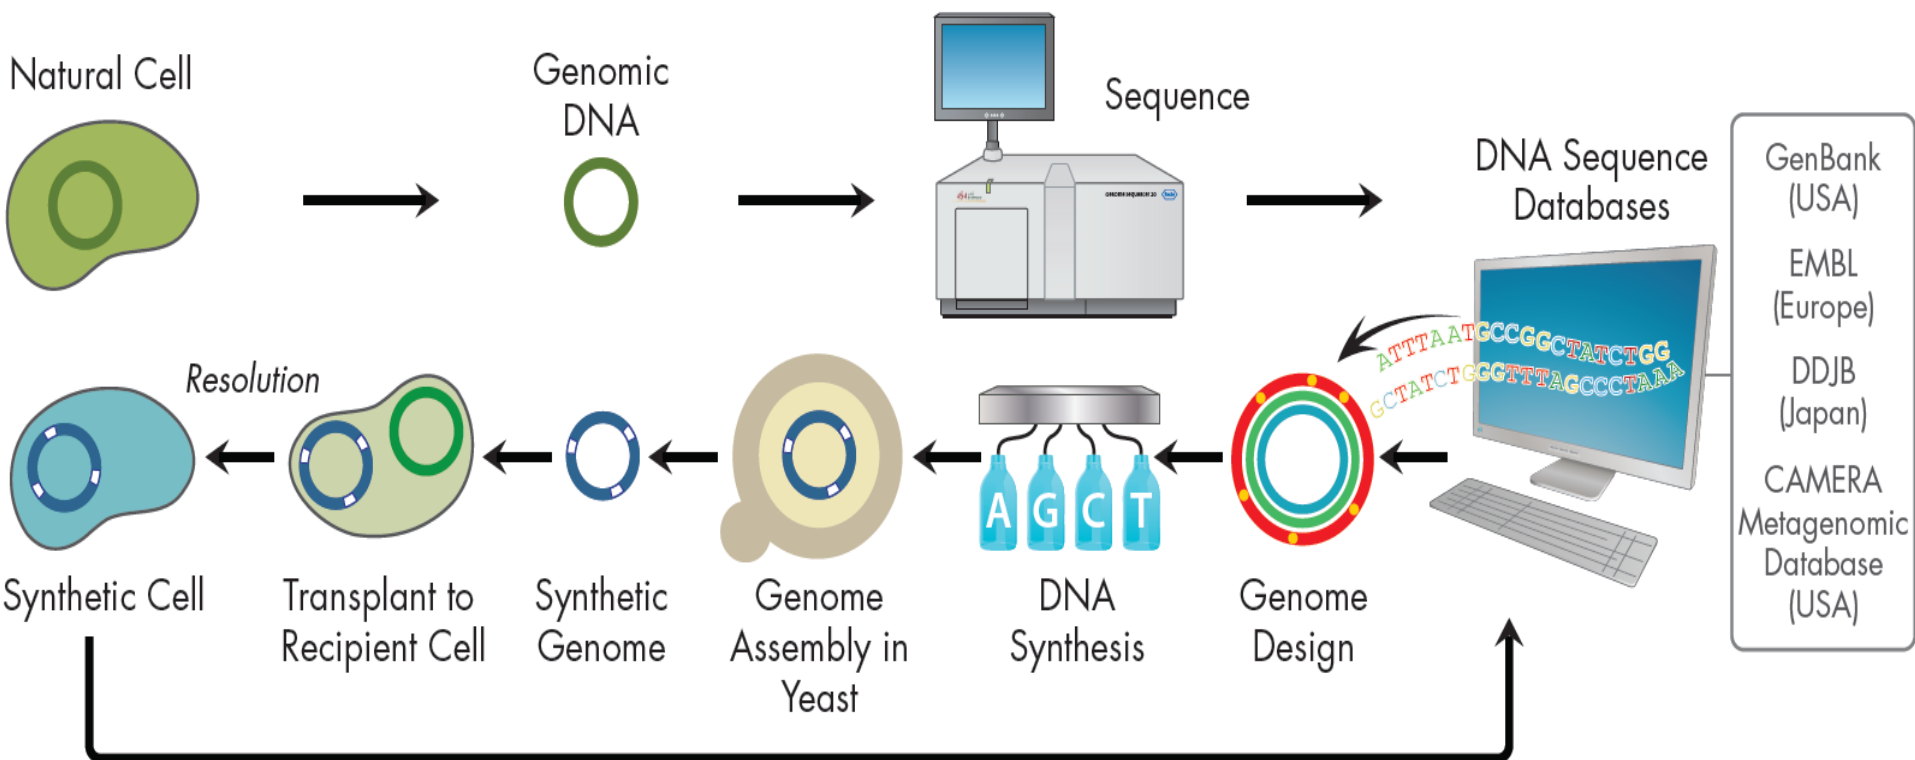 Natural Cell
Genomic
DNA
Sequence
DNA Sequence
Databases
GenBank
(USA)
EMBL
(Europe)
DDJB
(Japan)
CAMERA
Metagenomic
Database
(USA)
ATTTAATGCCGGCTATCTGG
GCTATCTGGGTTTAGCCCTAAA
Resolution
A G C T
Synthetic Cell
Transplant to
Recipient Cell
Synthetic
Genome
Genome
Assembly in
Yeast
DNA
Synthesis
Genome
Design